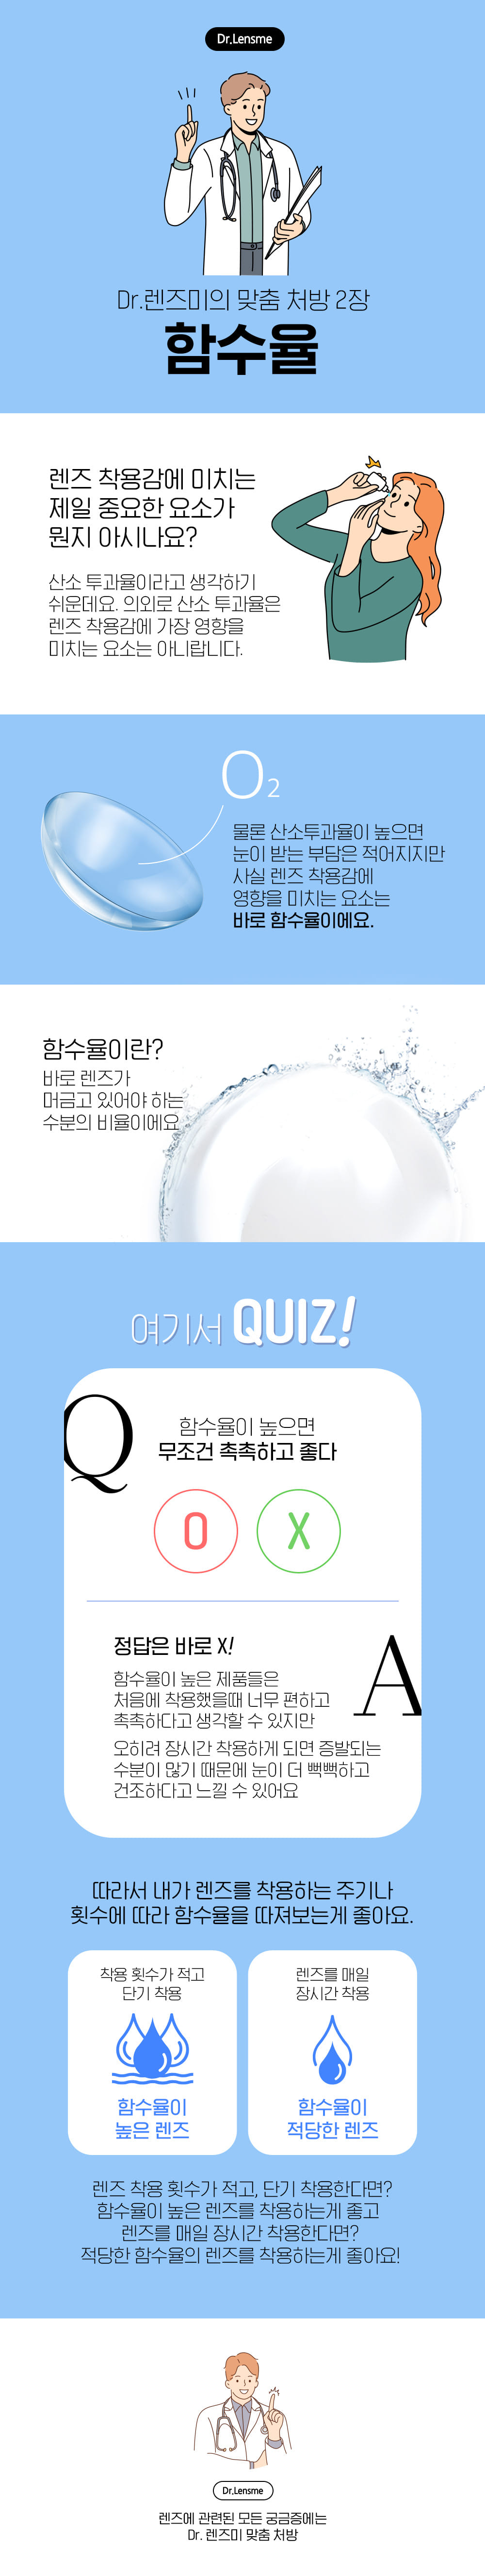 Dr.Lensme
Dr.렌즈미의 맞춤 처방 2장
함수율
렌즈 착용감에 미치는
제일 중요한 요소가
뭔지 아시나요?
산소 투과율이라고 생각하기
쉬운데요. 의외로 산소 투과율은
렌즈 착용감에 가장 영향을
미치는 요소는 아니랍니다.
O2
물론 산소투과율이 높으면
눈이 받는 부담은 적어지지만
사실 렌즈 착용감에
영향을 미치는 요소는
바로 함수율이에요.
함수율이란?
바로 렌즈가
머금고 있어야 하는
수분의 비율이에요
여기서 QUIZ!
Q
함수율이 높으면
무조건 촉촉하고 좋다
O X
정답은 바로 X!
A
함수율이 높은 제품들은
처음에 착용했을때 너무 편하고
촉촉하다고 생각할 수 있지만
오히려 장시간 착용하게 되면 증발되는
수분이 많기 때문에 눈이 더 뻑뻑하고
건조하다고 느낄 수 있어요
따라서 내가 렌즈를 착용하는 주기나
횟수에 따라 함수율을 따져보는게 좋아요.
착용 횟수가 적고
단기 착용
함수율이
높은 렌즈
렌즈를 매일
장시간 착용
함수율이
적당한 렌즈
렌즈 착용 횟수가 적고, 단기 착용한다면?
함수율이 높은 렌즈를 착용하는게 좋고
렌즈를 매일 장시간 착용한다면?
적당한 함수율의 렌즈를 착용하는게 좋아요!
Dr.Lensme
렌즈에 관련된 모든 궁금증에는
Dr. 렌즈미 맞춤 처방